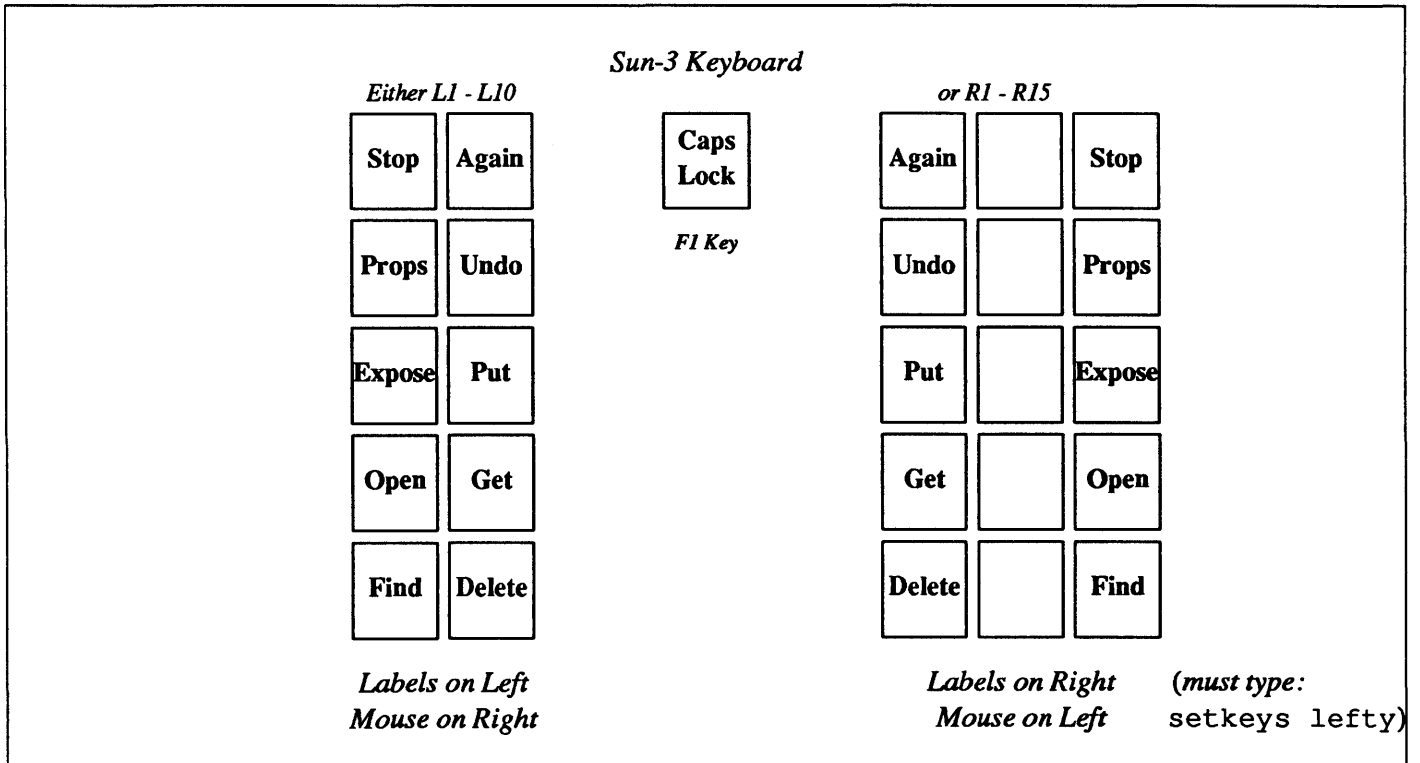 Sun-3 Keyboard
Either L1 - L10
or R1 - R15
Stop Again
Caps
Lock
Again Stop
F1 Key
Props Undo
Undo Props
Expose Put
Put Expose
Open Get
Get Open
Find Delete
Delete Find
Labels on Left
Mouse on Right
Labels on Right (must type:
Mouse on Left setkeys lefty)